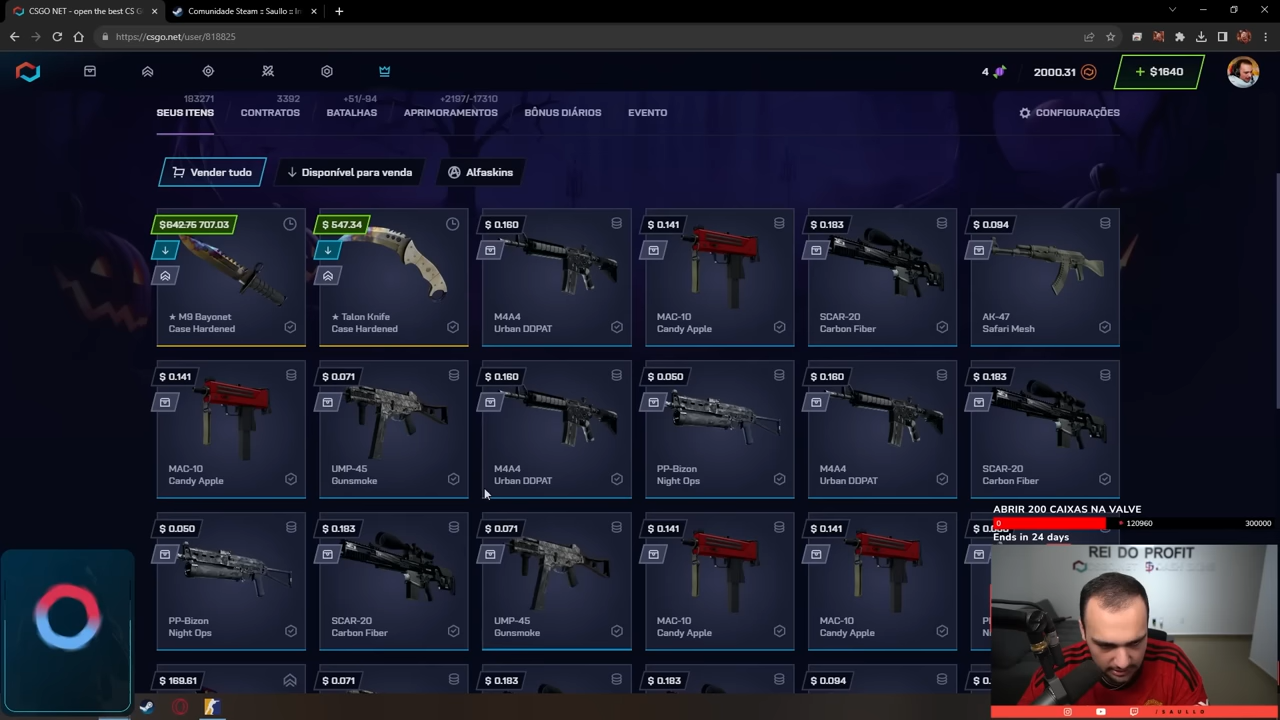 CSGO NET - open the best CS G
Comunidade Steam :: Saullo :: In
https://csgo.net/user/818825
4
2000.31
+ $1640
183271
3392
+51/-94
+2197/-17310
SEUS ITENS
CONTRATOS
BATALHAS
APRIMORAMENTOS
BÔNUS DIÁRIOS
EVENTO
CONFIGURAÇÕES
Vender tudo
Disponível para venda
Alfaskins
$ 642.75 707.03
$ 547.34
$ 0.160
$ 0.141
$ 0.183
$ 0.094
★ M9 Bayonet
Case Hardened
★ Talon Knife
Case Hardened
M4A4
Urban DDPAT
MAC-10
Candy Apple
SCAR-20
Carbon Fiber
AK-47
Safari Mesh
$ 0.141
$ 0.071
$ 0.160
$ 0.050
$ 0.160
$ 0.183
MAC-10
Candy Apple
UMP-45
Gunsmoke
M4A4
Urban DDPAT
PP-Bizon
Night Ops
M4A4
Urban DDPAT
SCAR-20
Carbon Fiber
ABRIR 200 CAIXAS NA VALVE
0
120960
300000
Ends in 24 days
$ 0.050
$ 0.183
$ 0.071
$ 0.141
$ 0.141
PP-Bizon
Night Ops
SCAR-20
Carbon Fiber
UMP-45
Gunsmoke
MAC-10
Candy Apple
MAC-10
Candy Apple
REI DO PROFIT
$ 169.61
$ 0.071
$ 0.183
$ 0.183
$ 0.094
/SAULLO